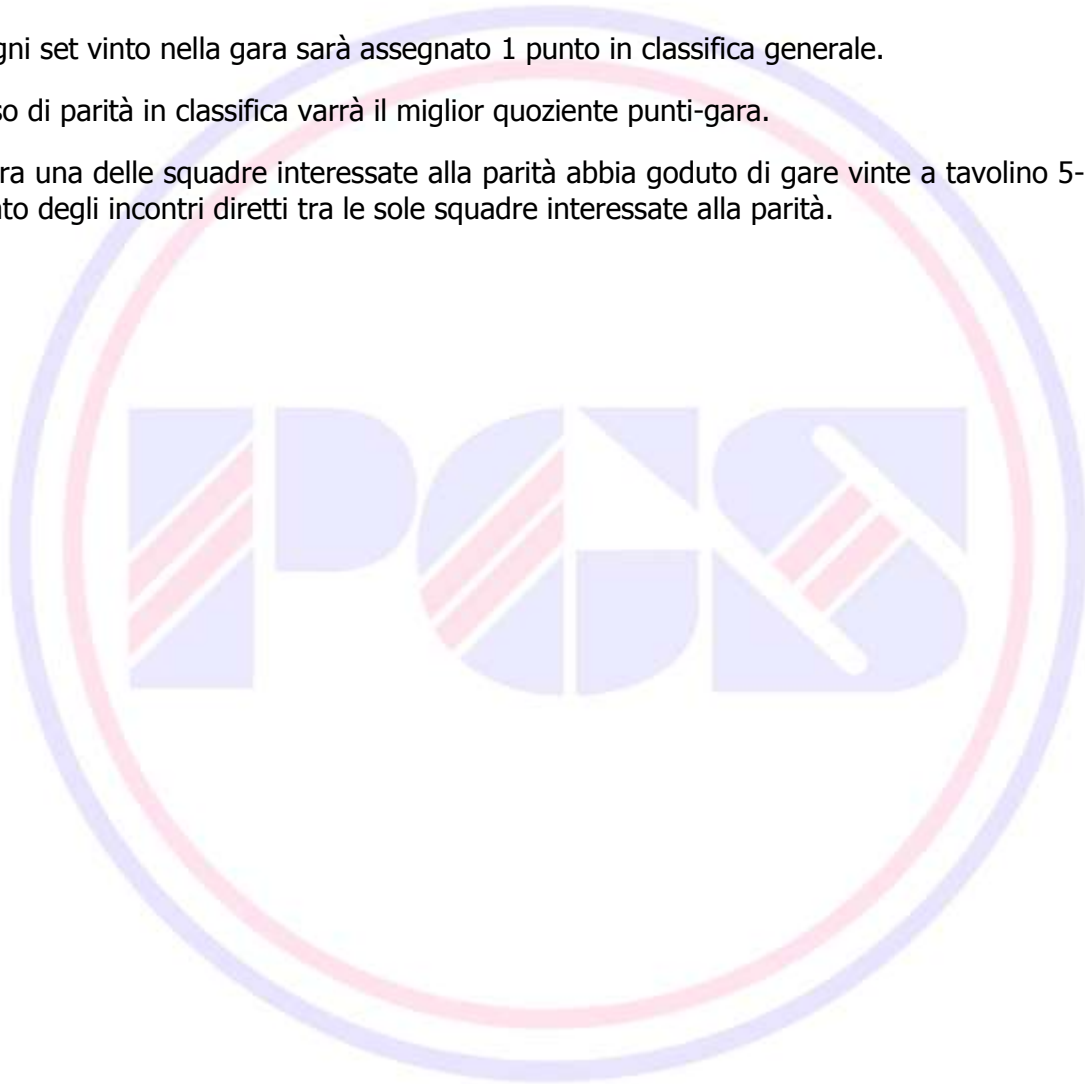 gni set vinto nella gara sarà assegnato 1 punto in classifica generale.
so di parità in classifica varrà il miglior quoziente punti-gara.
ra una delle squadre interessate alla parità abbia goduto di gare vinte a tavolino 5-
ato degli incontri diretti tra le sole squadre interessate alla parità.
PGS